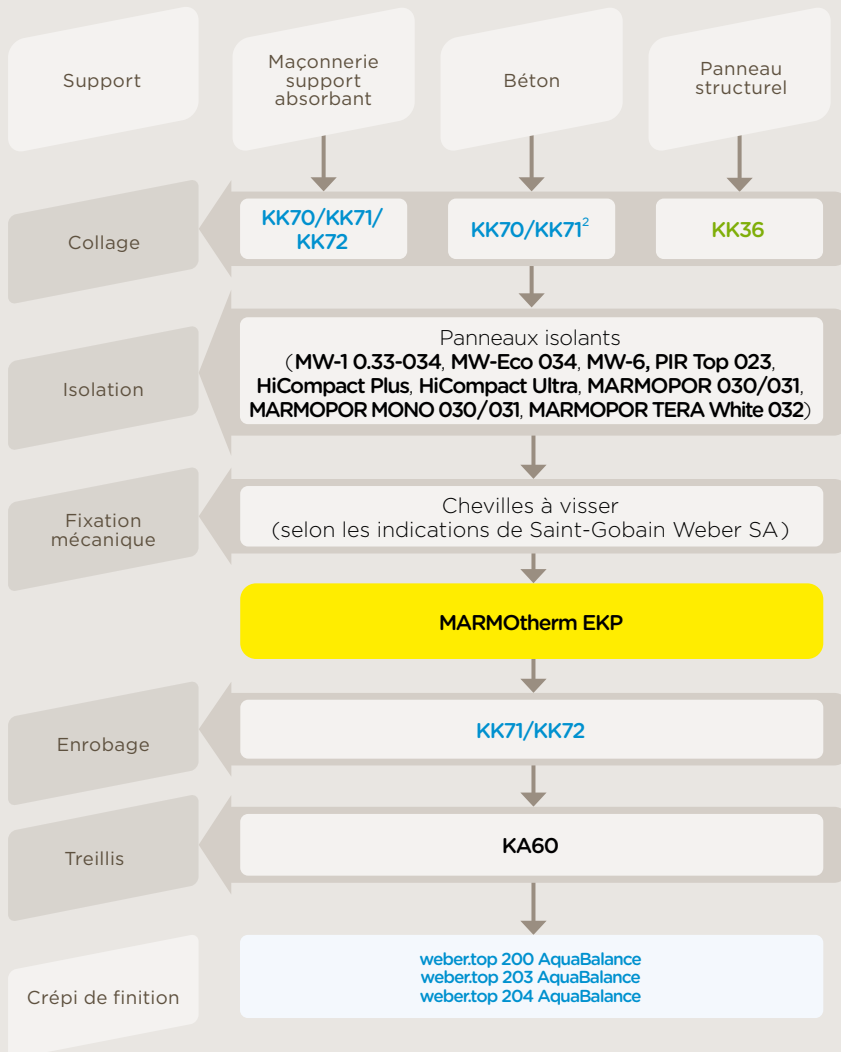 Support
Maçonnerie
support
absorbant
Béton
Panneau
structurel
Collage
KK70/KK71/
KK72
KK70/KK71²
KK36
Isolation
Panneaux isolants
(MW-1 0.33-034, MW-Eco 034, MW-6, PIR Top 023,
HiCompact Plus, HiCompact Ultra, MARMOPOR 030/031,
MARMOPOR MONO 030/031, MARMOPOR TERA White 032)
Fixation
mécanique
Chevilles à visser
(selon les indications de Saint-Gobain Weber SA)
MARMOtherm EKP
Enrobage
KK71/KK72
Treillis
KA60
Crépi de finition
weber.top 200 AquaBalance
weber.top 203 AquaBalance
weber.top 204 AquaBalance